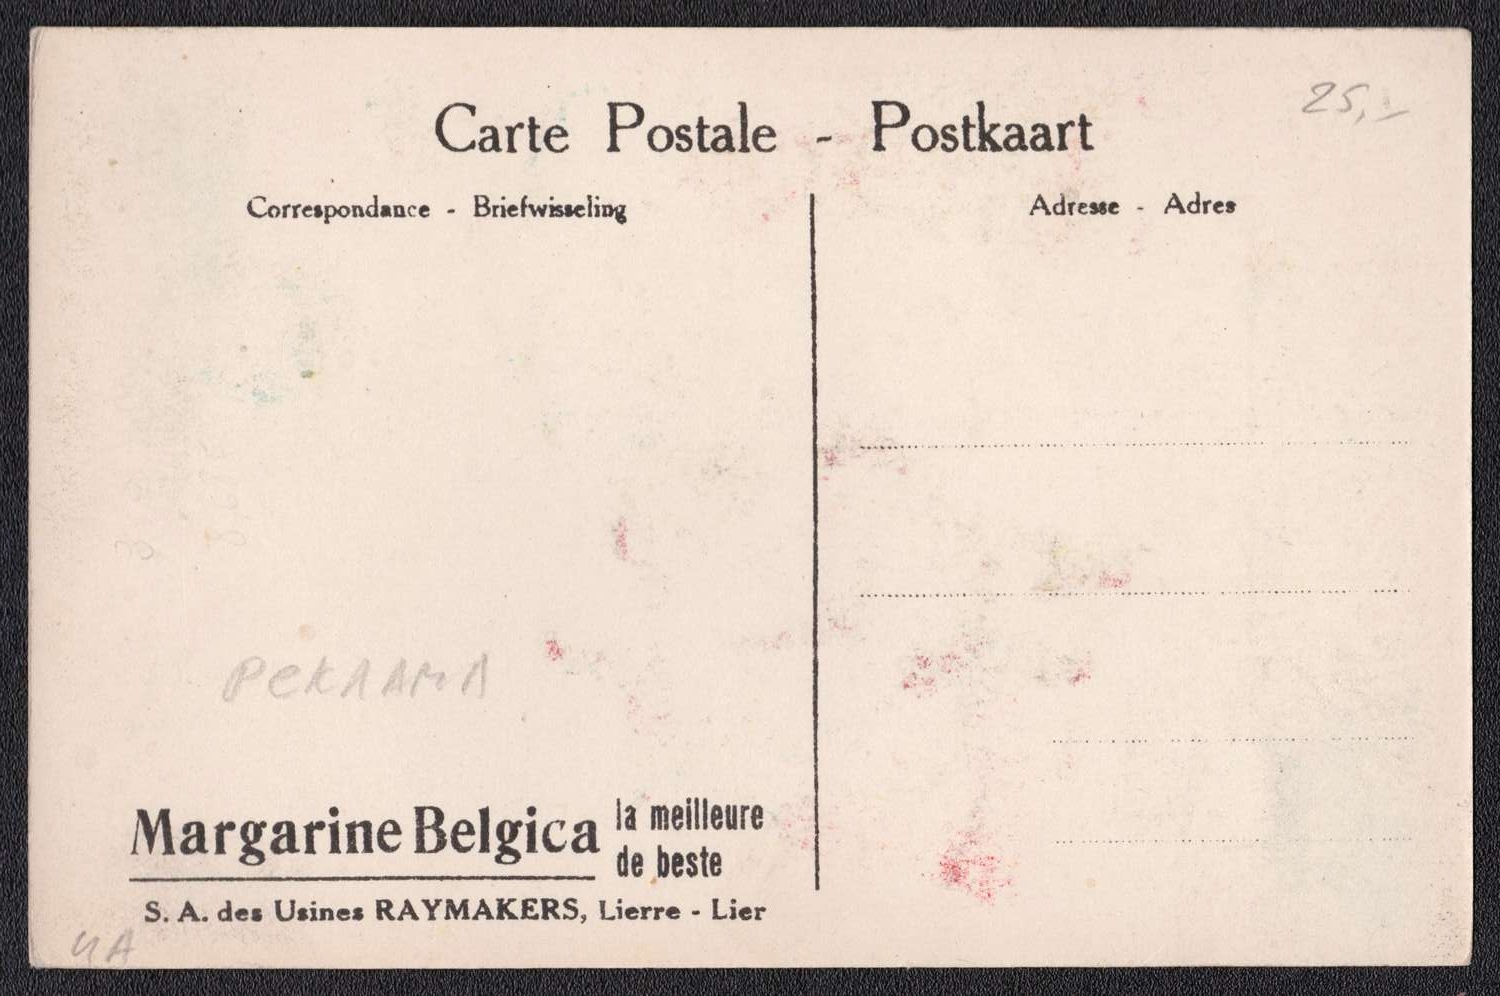 25,-
Carte Postale - Postkaart
Correspondance - Briefwisseling
Adresse - Adres
реклама
Margarine Belgica
la meilleure
de beste
S. A. des Usines RAYMAKERS, Lierre - Lier